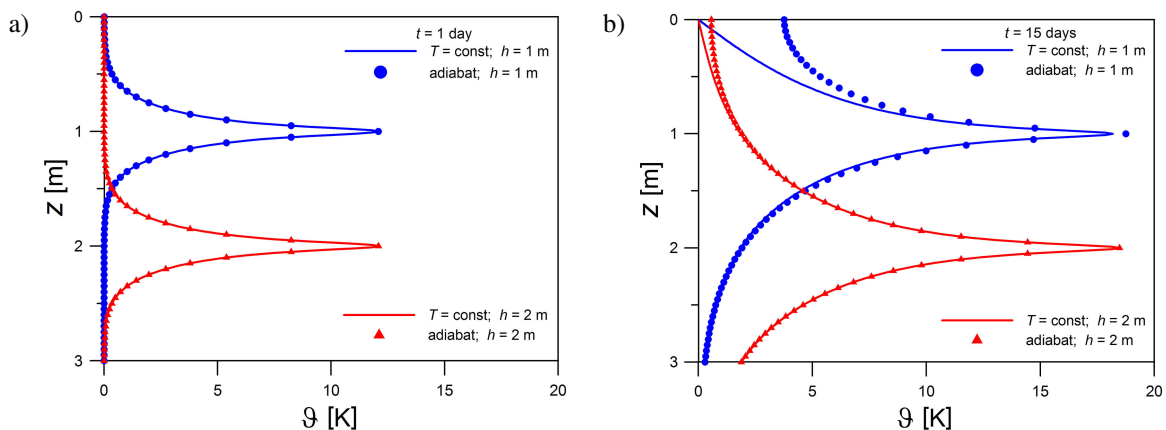 a)
t = 1 day
T = const; h = 1 m
adiabat; h = 1 m
T = const; h = 2 m
adiabat; h = 2 m
0
1
2
3
z [m]
0 5 10 15 20
ϑ [K]
b)
t = 15 days
T = const; h = 1 m
adiabat; h = 1 m
T = const; h = 2 m
adiabat; h = 2 m
0
1
2
3
z [m]
0 5 10 15 20
ϑ [K]